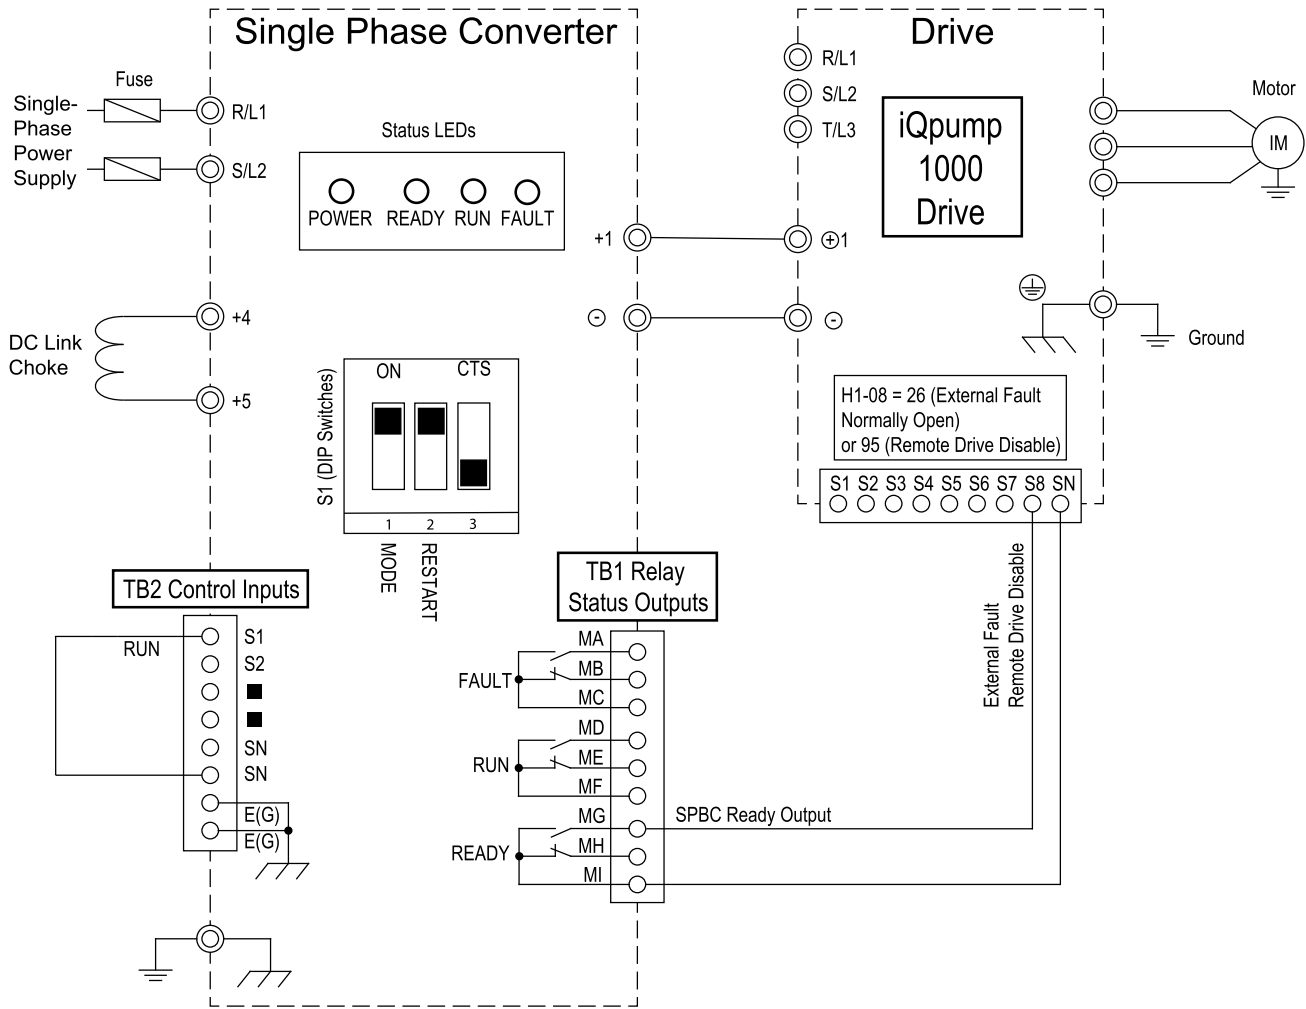 Single Phase Converter
Drive
Fuse
Single-
Phase
Power
Supply
R/L1
S/L2
Status LEDs
POWER READY RUN FAULT
R/L1
S/L2
T/L3
iQpump
1000
Drive
Motor
IM
+1
+1
-
-
DC Link
Choke
+4
+5
Ground
S1 (DIP Switches)
ON
CTS
1 2 3
MODE
RESTART
H1-08 = 26 (External Fault
Normally Open)
or 95 (Remote Drive Disable)
S1 S2 S3 S4 S5 S6 S7 S8 SN
External Fault
Remote Drive Disable
TB2 Control Inputs
RUN
S1
S2
SN
SN
E(G)
E(G)
TB1 Relay
Status Outputs
FAULT
MA
MB
MC
RUN
MD
ME
MF
READY
MG
MH
MI
SPBC Ready Output